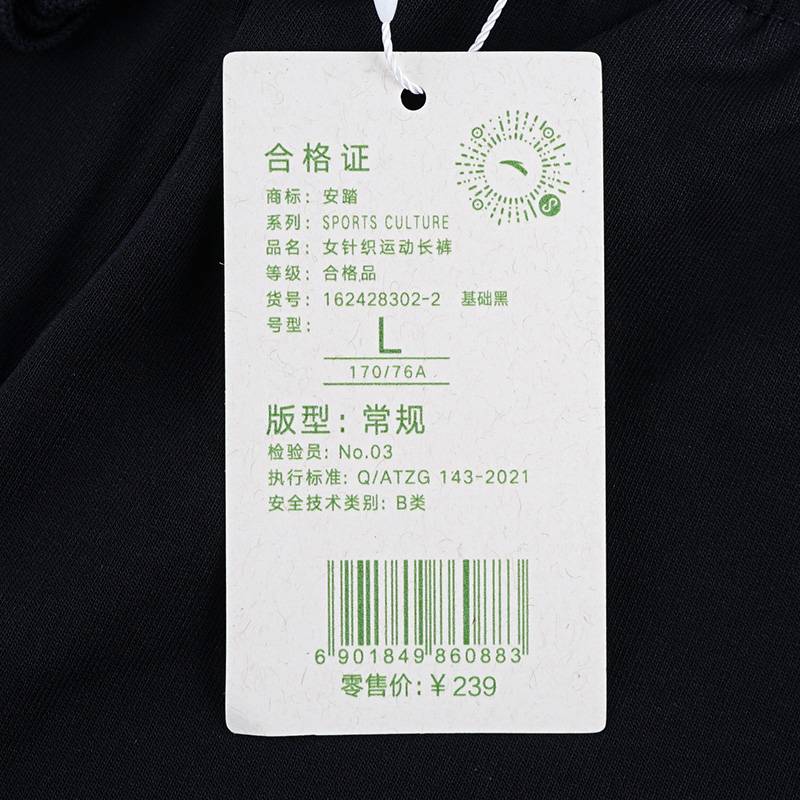 合格证
商标：安踏
系列：SPORTS CULTURE
品名：女针织运动长裤
等级：合格品
货号：162428302-2 基础黑
号型：L
170/76A
版型：常规
检验员：No.03
执行标准：Q/ATZG 143-2021
安全技术类别：B类
6 901849 860883
零售价：¥239